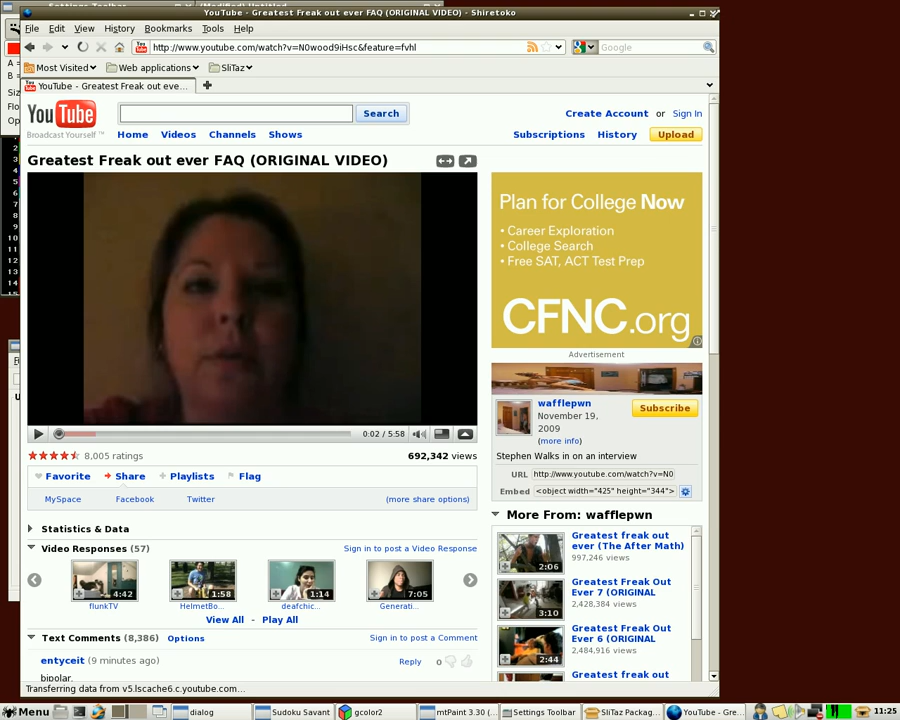 YouTube - Greatest Freak out ever FAQ (ORIGINAL VIDEO) - Shiretoko
File Edit View History Bookmarks Tools Help
http://www.youtube.com/watch?v=N0wood9iHsc&feature=fvhl
Google
Most Visited Web applications SliTaz
YouTube - Greatest Freak out eve...
YouTube
Broadcast Yourself ™
Search
Create Account or Sign In
Home Videos Channels Shows
Subscriptions History Upload
Greatest Freak out ever FAQ (ORIGINAL VIDEO)
0:02 / 5:58
8,005 ratings
692,342 views
Favorite Share Playlists Flag
MySpace Facebook Twitter (more share options)
Statistics & Data
Video Responses (57)
Sign in to post a Video Response
4:42 1:58 1:14 7:05
flunkTV HelmetBo... deafchic... Generati...
View All - Play All
Text Comments (8,386) Options
Sign in to post a Comment
entyceit (9 minutes ago)
Reply 0
bipolar.
Plan for College Now
• Career Exploration
• College Search
• Free SAT, ACT Test Prep
CFNC.org
Advertisement
wafflepwn
November 19,
2009
(more info)
Subscribe
Stephen Walks in on an interview
URL http://www.youtube.com/watch?v=N0
Embed <object width="425" height="344">
More From: wafflepwn
Greatest freak out
ever (The After Math)
997,246 views
2:06
Greatest Freak Out
Ever 7 (ORIGINAL
2,428,384 views
3:10
Greatest Freak Out
Ever 6 (ORIGINAL
2,484,916 views
2:44
Greatest freak out
Transferring data from v5.lscache6.c.youtube.com...
Menu dialog Sudoku Savant gcolor2 mtPaint 3.30 (... Settings Toolbar SliTaz Packag... YouTube - Gre... 11:25